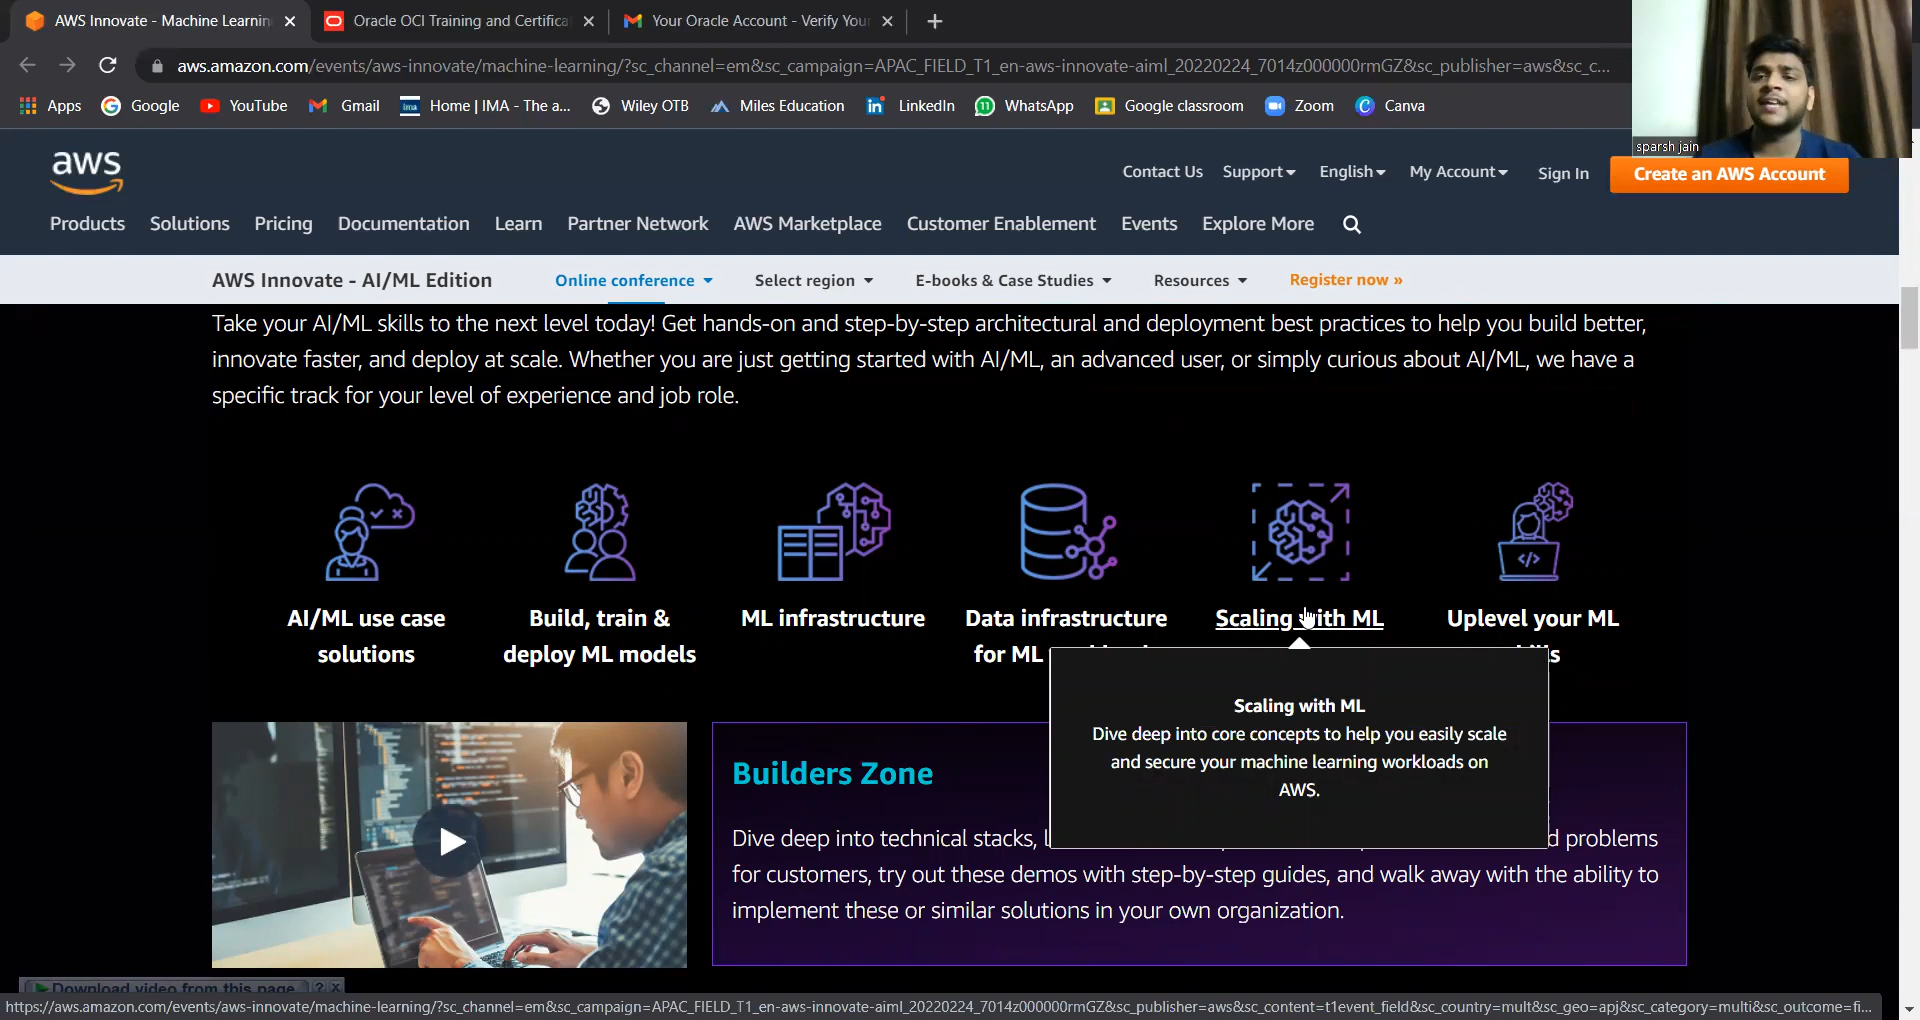 AWS Innovate - Machine Learnin
Oracle OCI Training and Certifica
Your Oracle Account - Verify Your
aws.amazon.com/events/aws-innovate/machine-learning/?sc_channel=em&sc_campaign=APAC_FIELD_T1_en-aws-innovate-aiml_20220224_7014z000000rmGZ&sc_publisher=aws&sc_c...
Apps Google YouTube Gmail ima Home | IMA - The a... Wiley OTB Miles Education LinkedIn 11 WhatsApp Google classroom Zoom Canva
sparsh jain
aws
Contact Us Support English My Account Sign In Create an AWS Account
Products Solutions Pricing Documentation Learn Partner Network AWS Marketplace Customer Enablement Events Explore More
AWS Innovate - AI/ML Edition Online conference Select region E-books & Case Studies Resources Register now »
Take your AI/ML skills to the next level today! Get hands-on and step-by-step architectural and deployment best practices to help you build better,
innovate faster, and deploy at scale. Whether you are just getting started with AI/ML, an advanced user, or simply curious about AI/ML, we have a
specific track for your level of experience and job role.
AI/ML use case
solutions
Build, train &
deploy ML models
ML infrastructure
Data infrastructure
for ML
Scaling with ML
Uplevel your ML
Scaling with ML
Dive deep into core concepts to help you easily scale
and secure your machine learning workloads on
AWS.
Builders Zone
Dive deep into technical stacks, problems
for customers, try out these demos with step-by-step guides, and walk away with the ability to
implement these or similar solutions in your own organization.
Download video from this page ? x
https://aws.amazon.com/events/aws-innovate/machine-learning/?sc_channel=em&sc_campaign=APAC_FIELD_T1_en-aws-innovate-aiml_20220224_7014z000000rmGZ&sc_publisher=aws&sc_content=t1event_field&sc_country=mult&sc_geo=apj&sc_category=multi&sc_outcome=fi...